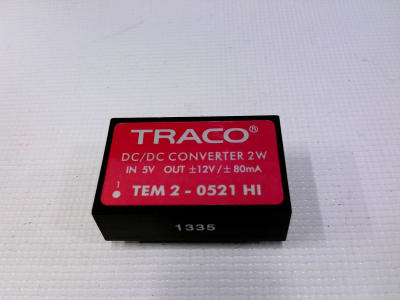 TRACO®
DC/DC CONVERTER 2W
IN 5V OUT ±12V/± 80mA
1 TEM 2 - 0521 HI
1335